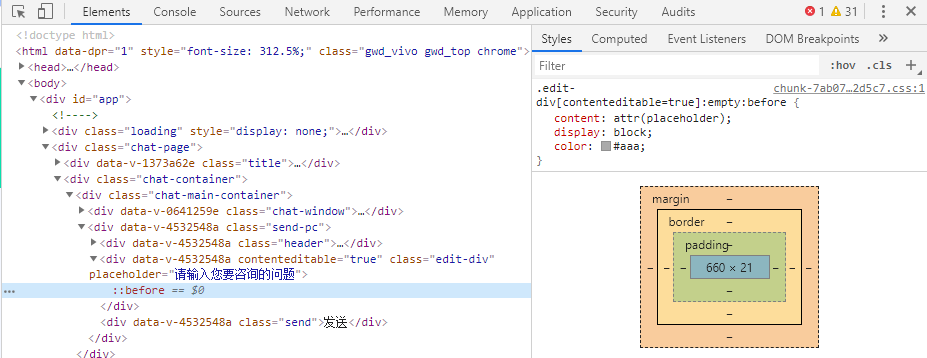 Elements Console Sources Network Performance Memory Application Security Audits 1 31
<!doctype html>
<html data-dpr="1" style="font-size: 312.5%;" class="gwd_vivo gwd_top chrome">
<head>…</head>
<body>
<div id="app">
<!---->
<div class="loading" style="display: none;">…</div>
<div class="chat-page">
<div data-v-1373a62e class="title">…</div>
<div class="chat-container">
<div class="chat-main-container">
<div data-v-0641259e class="chat-window">…</div>
<div data-v-4532548a class="send-pc">
<div data-v-4532548a class="header">…</div>
<div data-v-4532548a contenteditable="true" class="edit-div"
placeholder="请输入您要咨询的问题">
… ::before == $0
</div>
<div data-v-4532548a class="send">发送</div>
</div>
</div>
Styles Computed Event Listeners DOM Breakpoints »
Filter :hov .cls +
.edit- chunk-7ab07…2d5c7.css:1
div[contenteditable=true]:empty:before {
content: attr(placeholder);
display: block;
color: #aaa;
}
margin –
border –
padding –
– – – 660 × 21 – – –
–
–
–